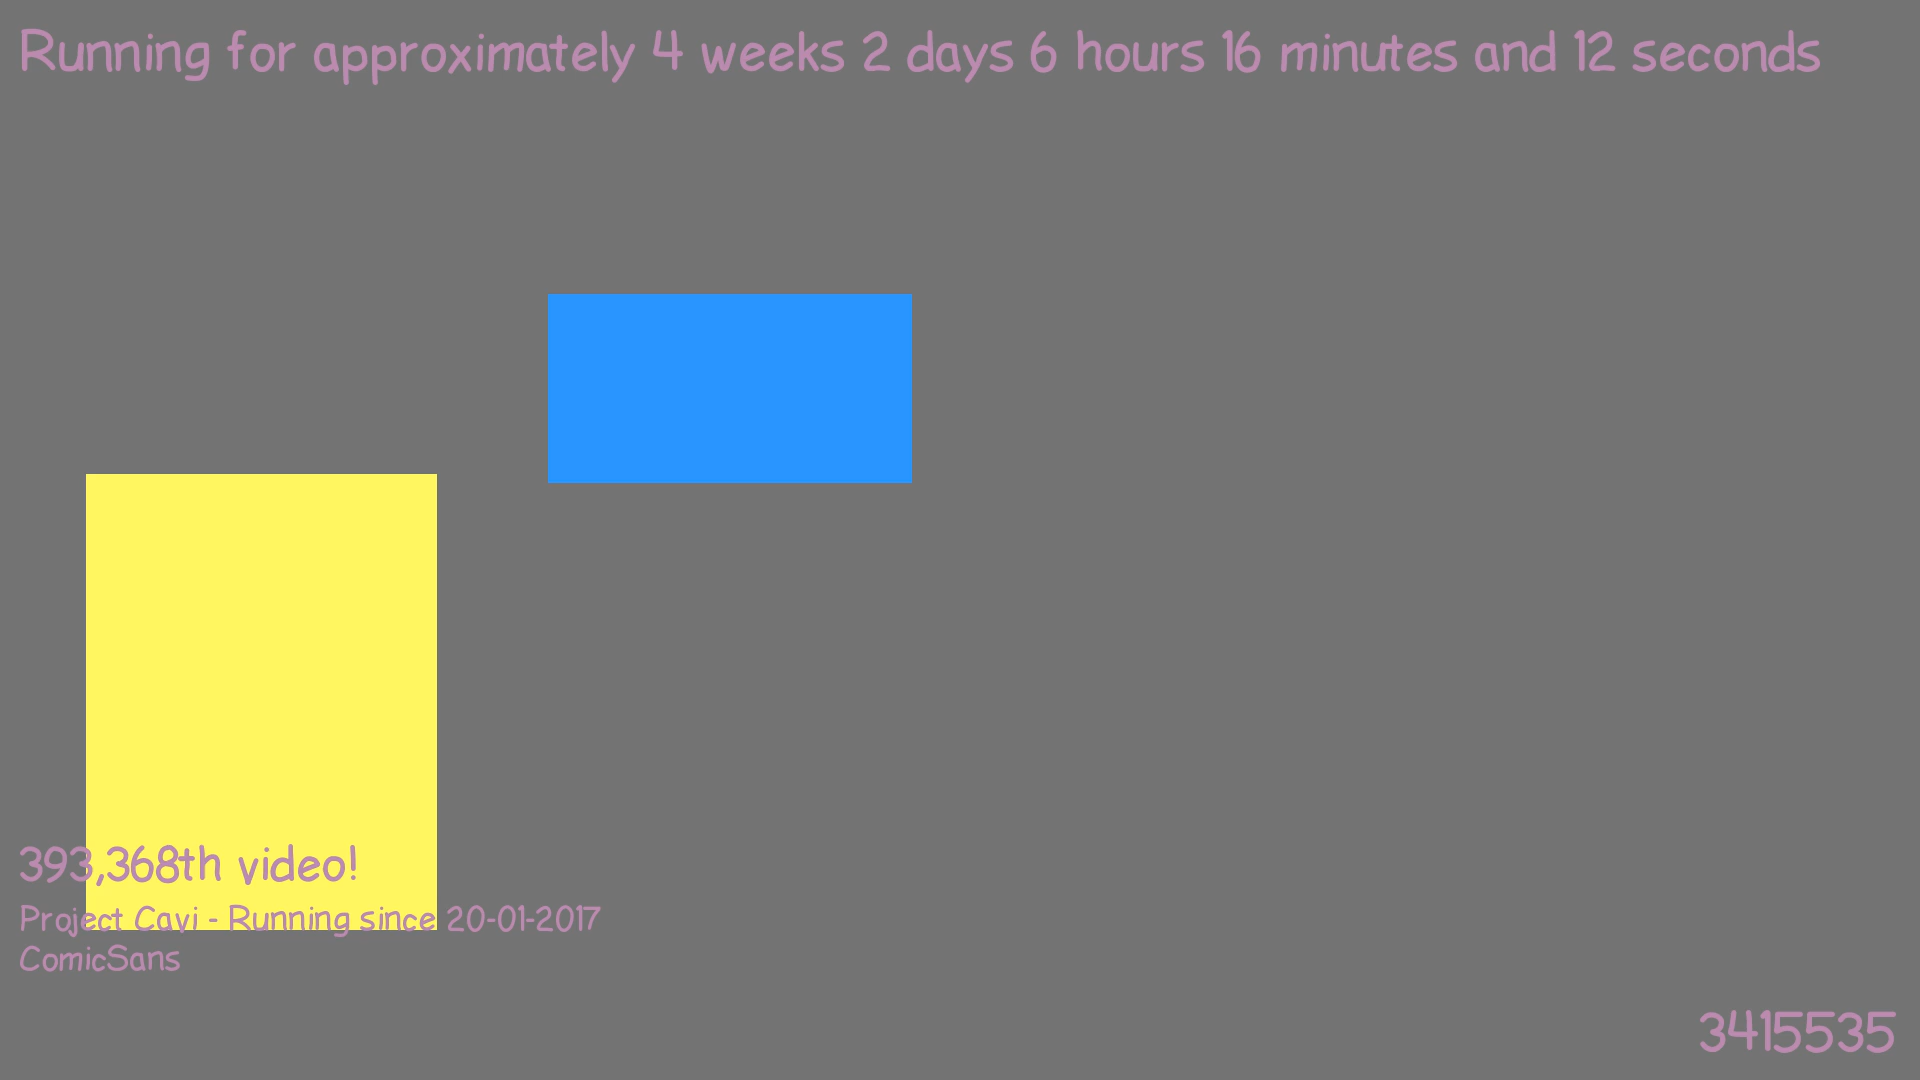 Running for approximately 4 weeks 2 days 6 hours 16 minutes and 12 seconds
393,368th video!
Project Cavi - Running since 20-01-2017
ComicSans
3415535